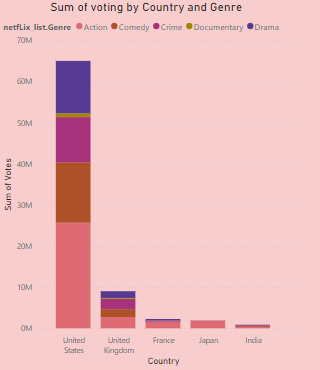 Sum of voting by Country and Genre
netfLix list.Genre Action Comedy Crime Documentary Drama
70M
60M
50M
40M
30M
20M
10M
0M
Sum of Votes
United States
United Kingdom
France
Japan
India
Country